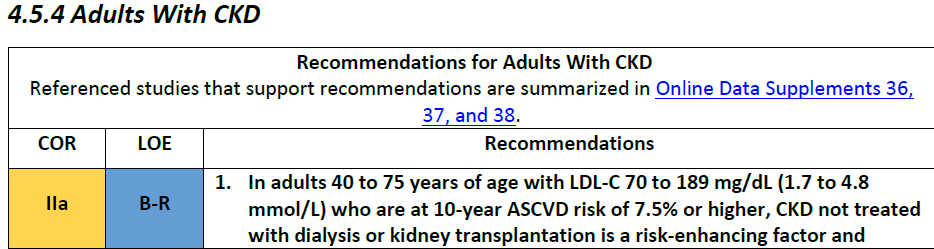 4.5.4 Adults With CKD
Recommendations for Adults With CKD
Referenced studies that support recommendations are summarized in Online Data Supplements 36,
37, and 38.
COR LOE Recommendations
IIa B-R 1. In adults 40 to 75 years of age with LDL-C 70 to 189 mg/dL (1.7 to 4.8
mmol/L) who are at 10-year ASCVD risk of 7.5% or higher, CKD not treated
with dialysis or kidney transplantation is a risk-enhancing factor and